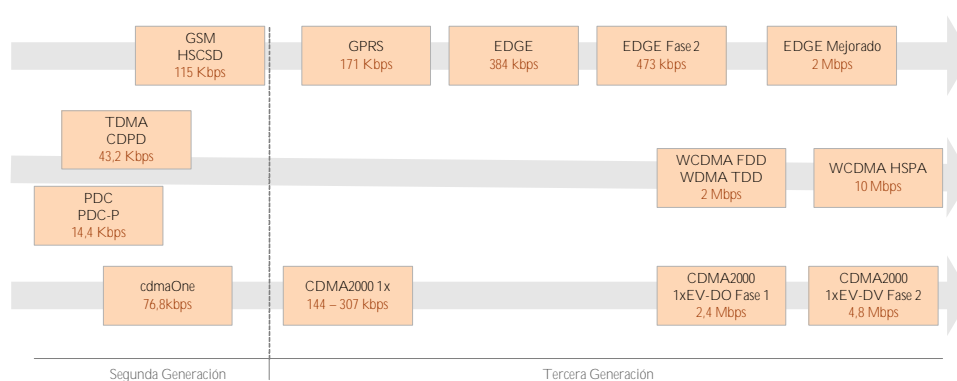 GSM
HSCSD
115 Kbps
GPRS
171 Kbps
EDGE
384 kbps
EDGE Fase 2
473 kbps
EDGE Mejorado
2 Mbps
TDMA
CDPD
43,2 Kbps
WCDMA FDD
WDMA TDD
2 Mbps
WCDMA HSPA
10 Mbps
PDC
PDC-P
14,4 Kbps
cdmaOne
76,8kbps
CDMA2000 1x
144 – 307 kbps
CDMA2000
1xEV-DO Fase 1
2,4 Mbps
CDMA2000
1xEV-DV Fase 2
4,8 Mbps
Segunda Generación
Tercera Generación